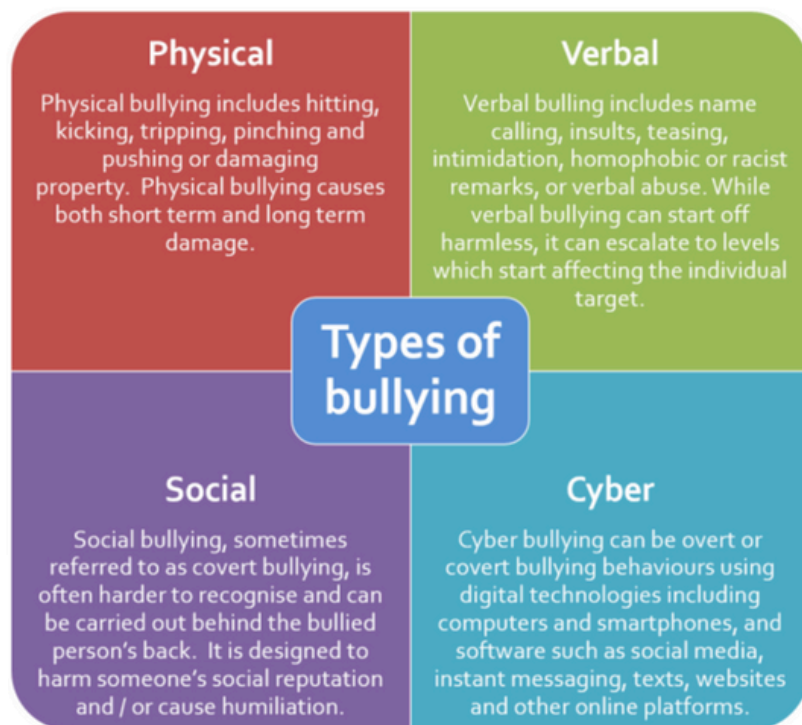 Physical
Physical bullying includes hitting,
kicking, tripping, pinching and
pushing or damaging
property.  Physical bullying causes
both short term and long term
damage.
Verbal
Verbal bulling includes name
calling, insults, teasing,
intimidation, homophobic or racist
remarks, or verbal abuse. While
verbal bullying can start off
harmless, it can escalate to levels
which start affecting the individual
target.
Types of
bullying
Social
Social bullying, sometimes
referred to as covert bullying, is
often harder to recognise and can
be carried out behind the bullied
person's back.  It is designed to
harm someone's social reputation
and / or cause humiliation.
Cyber
Cyber bullying can be overt or
covert bullying behaviours using
digital technologies including
computers and smartphones, and
software such as social media,
instant messaging, texts, websites
and other online platforms.